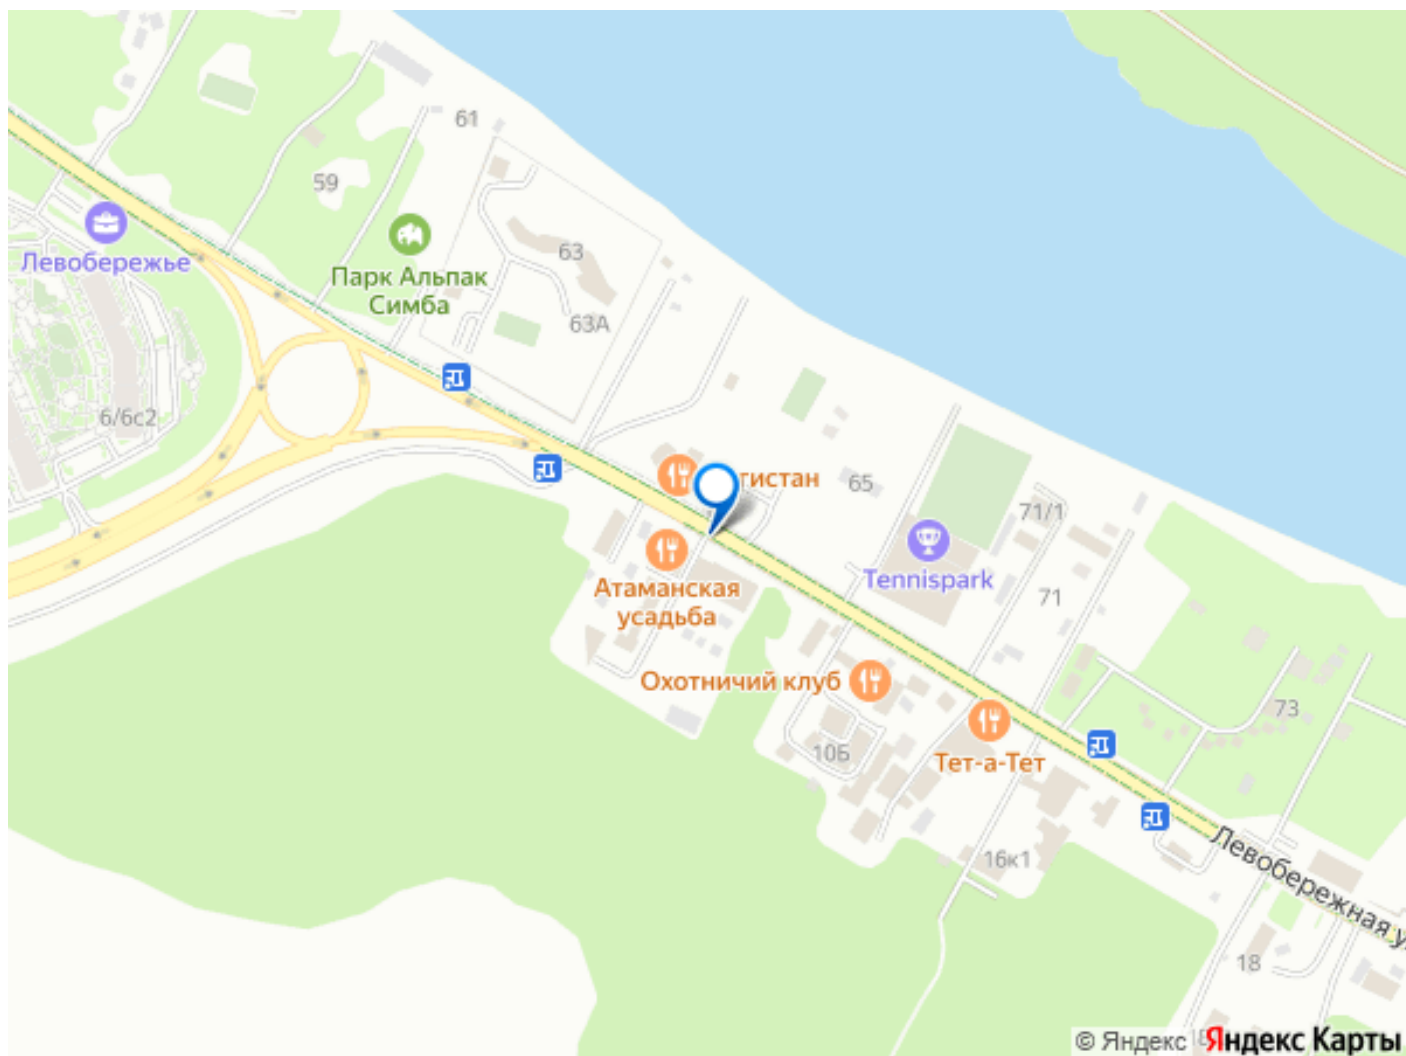 61
59
Левобережье
Парк Альпак
Симба
63
63А
6/6с2
гистан
65
71/1
Tennispark
71
Атаманская
усадьба
Охотничий клуб
73
10Б
Тет-а-Тет
16к1
Левобережная у
18
© Яндекс
Яндекс Карты